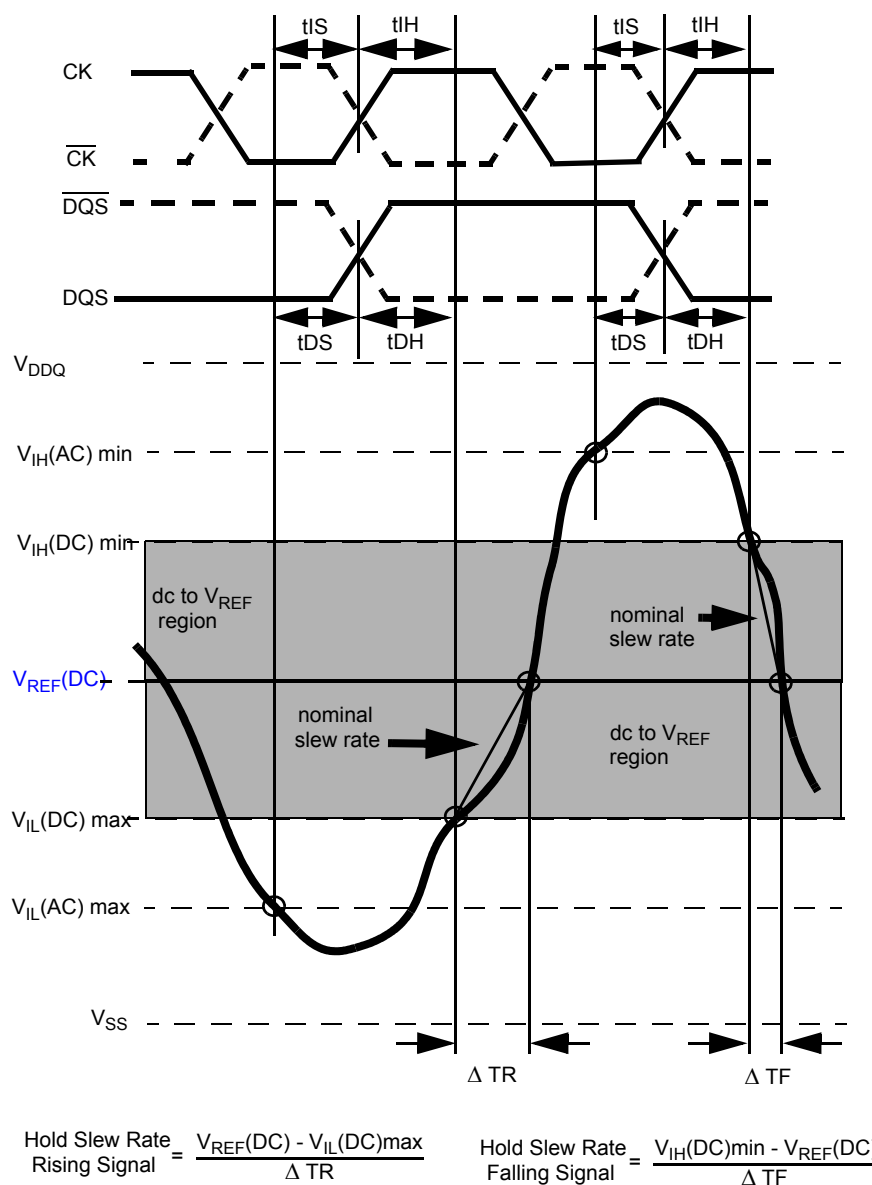 tIS tIH tIS tIH
CK
CK
DQS
DQS
tDS tDH tDS tDH
VDDQ
VIH(AC) min
VIH(DC) min
dc to VREF
region
nominal
slew rate
VREF(DC)
nominal
slew rate
dc to VREF
region
VIL(DC) max
VIL(AC) max
VSS
Δ TR Δ TF
Hold Slew Rate
Rising Signal = VREF(DC) - VIL(DC)max
Δ TR
Hold Slew Rate
Falling Signal = VIH(DC)min - VREF(DC)
Δ TF